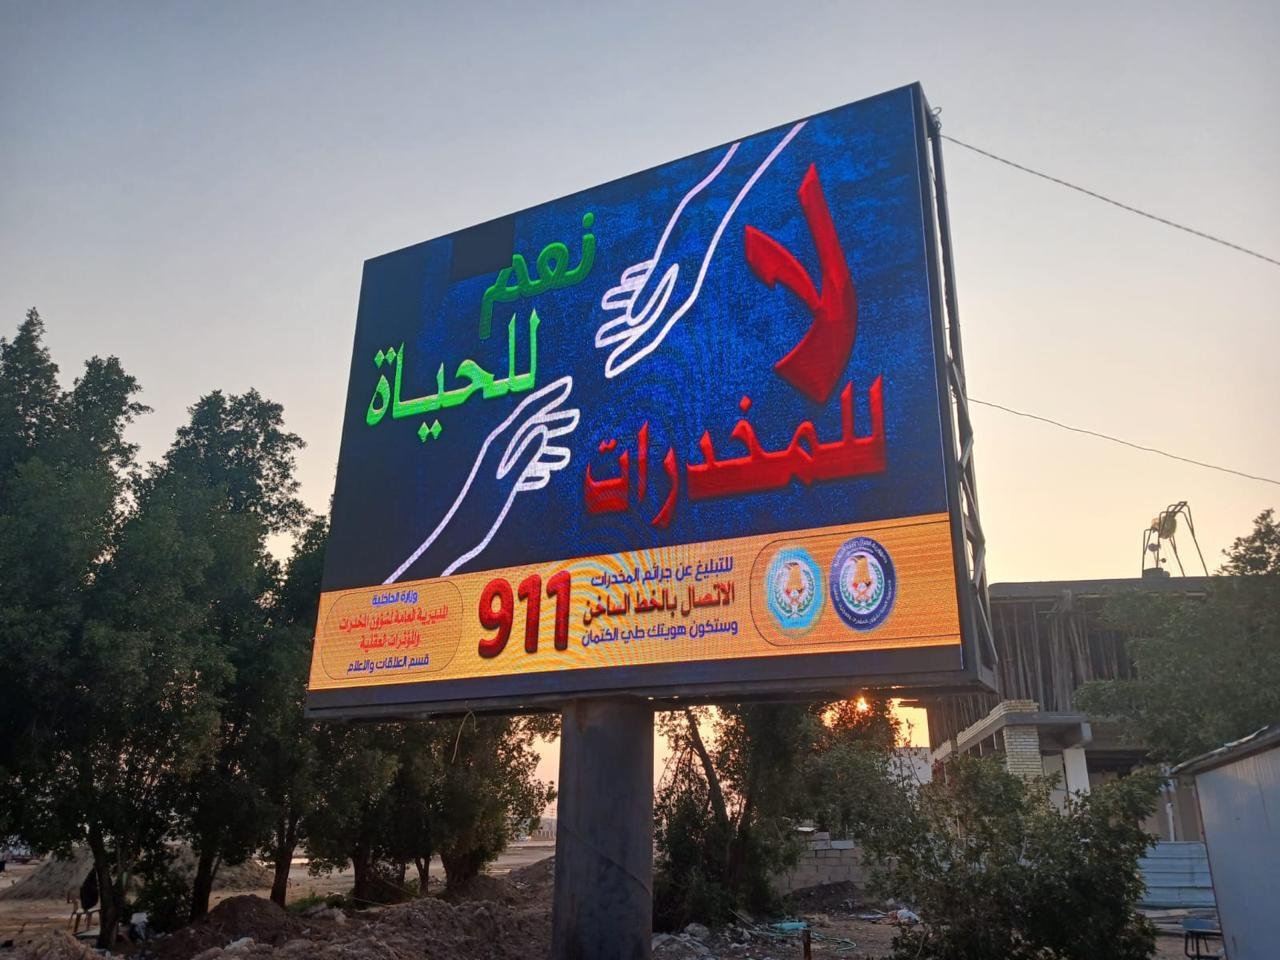 لا
للمخدرات
نعم
للحياة
للتبليغ عن جرائم المخدرات
الاتصال بالخط الساخن
وستكون هويتك طي الكتمان
911
وزارة الداخلية
المديرية العامة لشؤون المخدرات
والمؤثرات العقلية
قسم العلاقات والاعلام